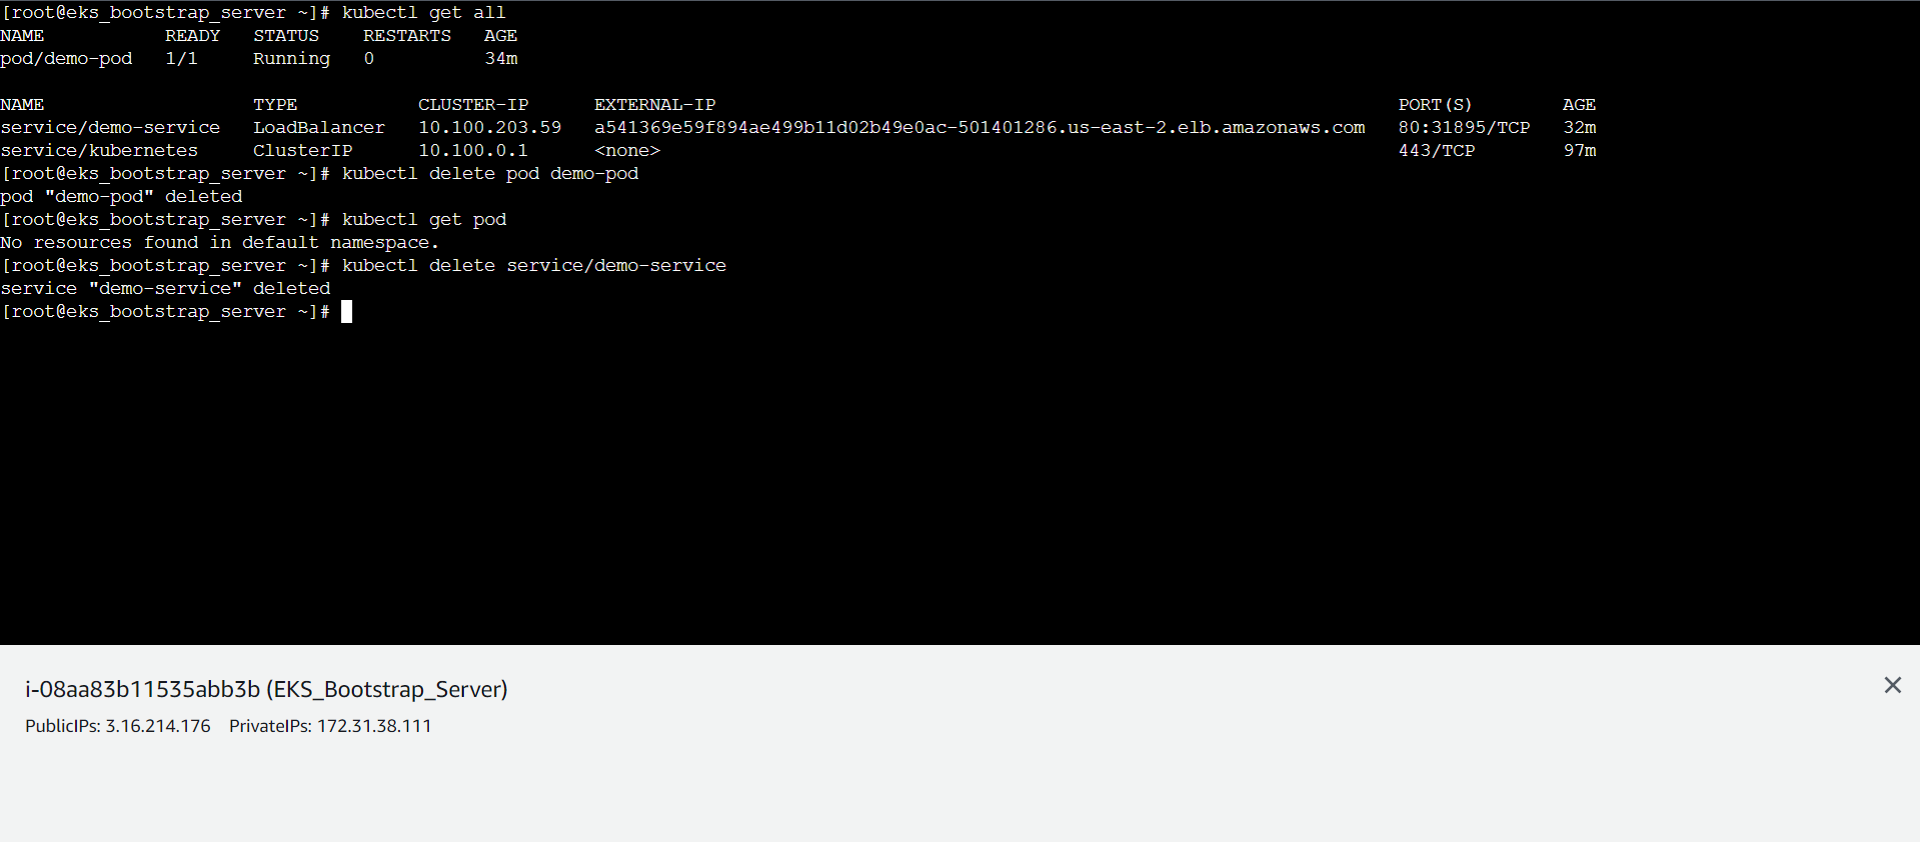 [root@eks_bootstrap_server ~]# kubectl get all
NAME           READY   STATUS    RESTARTS   AGE
pod/demo-pod   1/1     Running   0          34m
NAME                   TYPE           CLUSTER-IP      EXTERNAL-IP                                                              PORT(S)        AGE
service/demo-service   LoadBalancer   10.100.203.59   a541369e59f894ae499b11d02b49e0ac-501401286.us-east-2.elb.amazonaws.com   80:31895/TCP   32m
service/kubernetes     ClusterIP      10.100.0.1      <none>                                                                   443/TCP        97m
[root@eks_bootstrap_server ~]# kubectl delete pod demo-pod
pod "demo-pod" deleted
[root@eks_bootstrap_server ~]# kubectl get pod
No resources found in default namespace.
[root@eks_bootstrap_server ~]# kubectl delete service/demo-service
service "demo-service" deleted
[root@eks_bootstrap_server ~]#
i-08aa83b11535abb3b (EKS_Bootstrap_Server)
PublicIPs: 3.16.214.176 PrivateIPs: 172.31.38.111